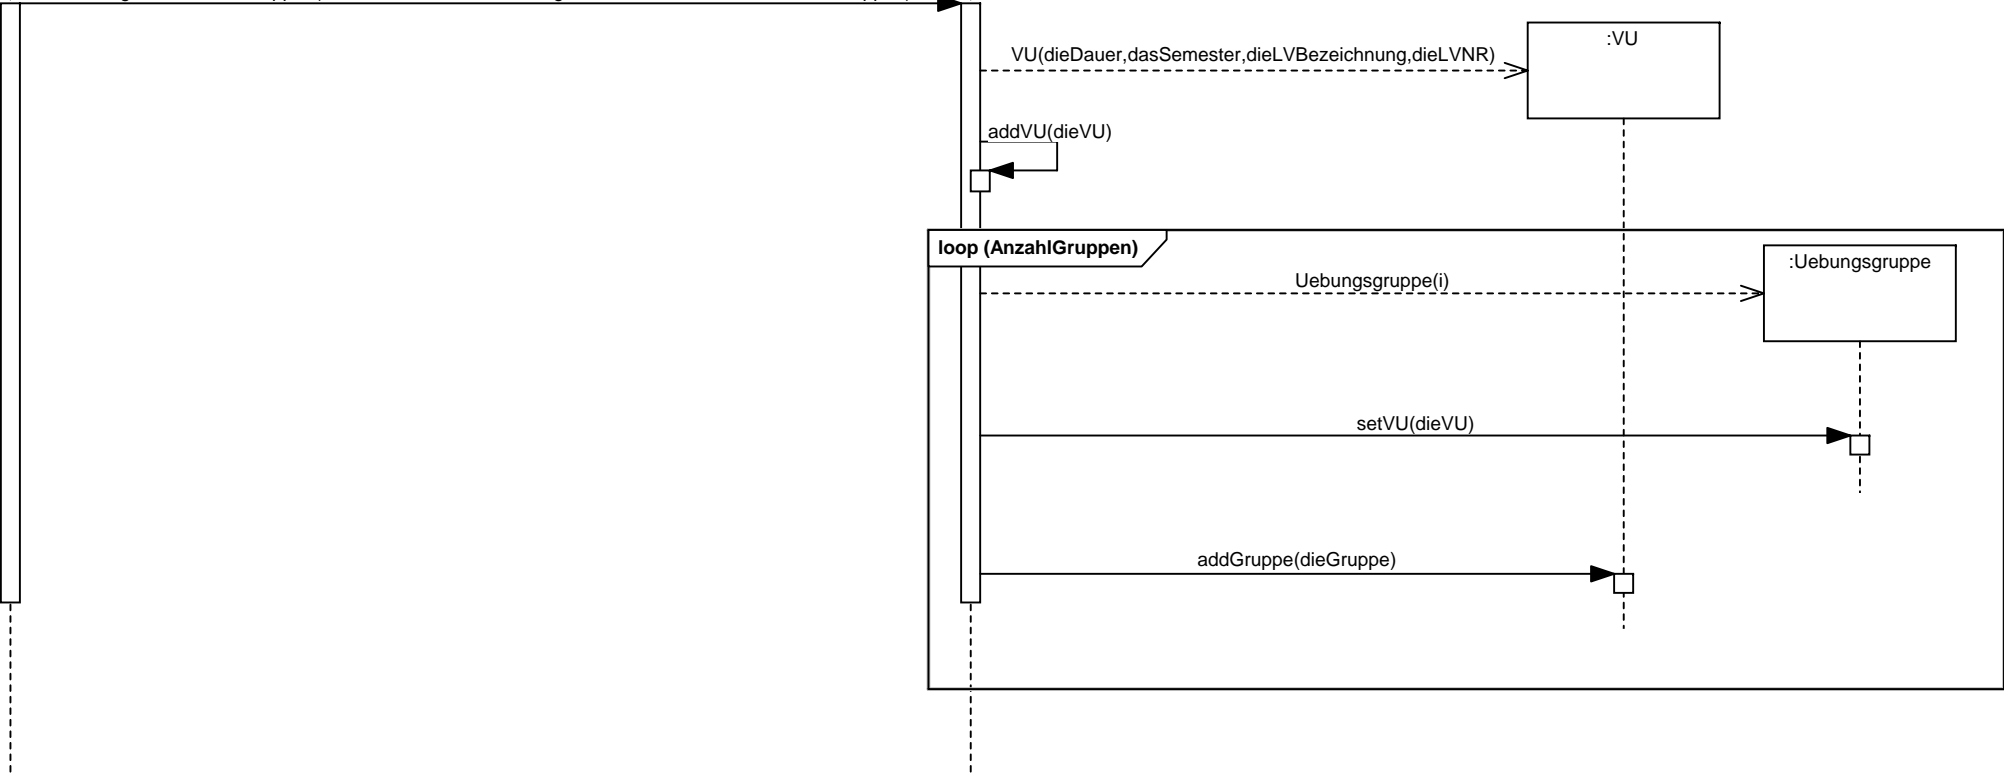 :VU
VU(dieDauer,dasSemester,dieLVBezeichnung,dieLVNR)
addVU(dieVU)
loop (AnzahlGruppen)
:Uebungsgruppe
Uebungsgruppe(i)
setVU(dieVU)
addGruppe(dieGruppe)